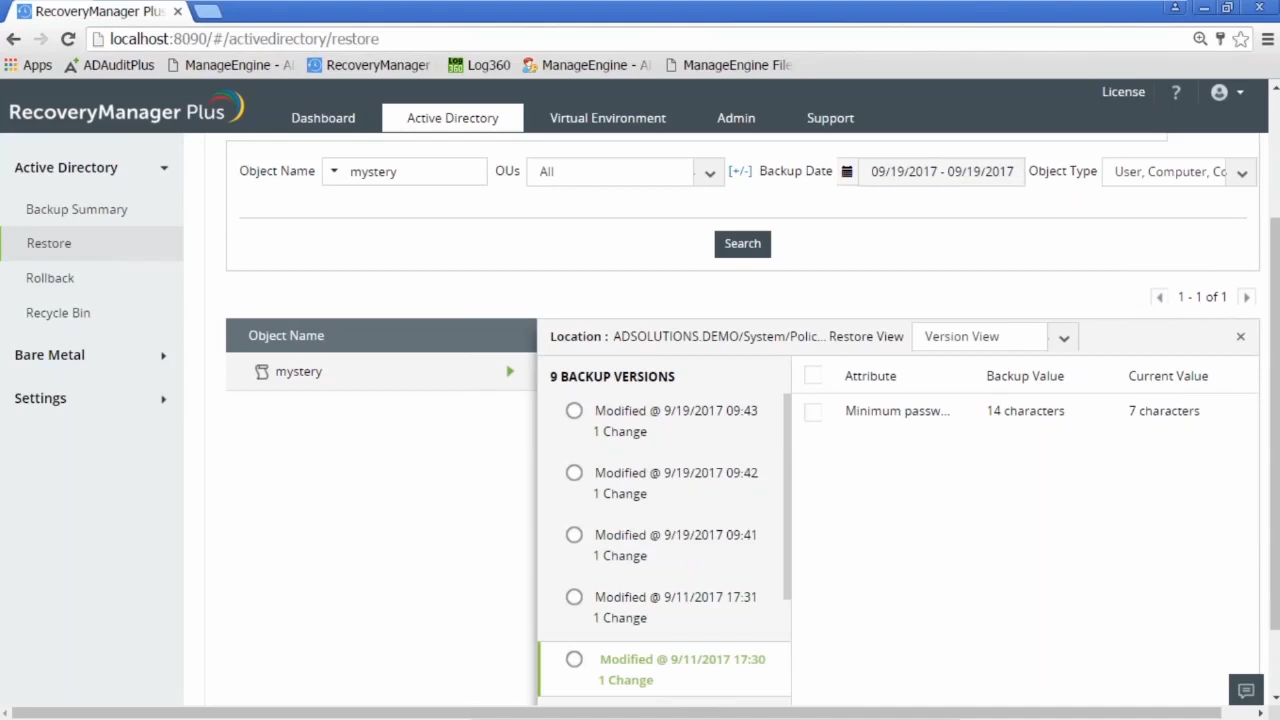 RecoveryManager Plus
localhost:8090/#/activedirectory/restore
Apps ADAuditPlus ManageEngine - A RecoveryManager Log360 ManageEngine - A ManageEngine File
RecoveryManager Plus
License ?
Dashboard Active Directory Virtual Environment Admin Support
Active Directory
Backup Summary
Restore
Rollback
Recycle Bin
Bare Metal
Settings
Object Name mystery OUs All [+/-] Backup Date 09/19/2017 - 09/19/2017 Object Type User, Computer, Co
Search
1 - 1 of 1
Object Name
mystery
Location : ADSOLUTIONS.DEMO/System/Polic... Restore View Version View
9 BACKUP VERSIONS
Modified @ 9/19/2017 09:43
1 Change
Modified @ 9/19/2017 09:42
1 Change
Modified @ 9/19/2017 09:41
1 Change
Modified @ 9/11/2017 17:31
1 Change
Modified @ 9/11/2017 17:30
1 Change
Attribute Backup Value Current Value
Minimum passw... 14 characters 7 characters